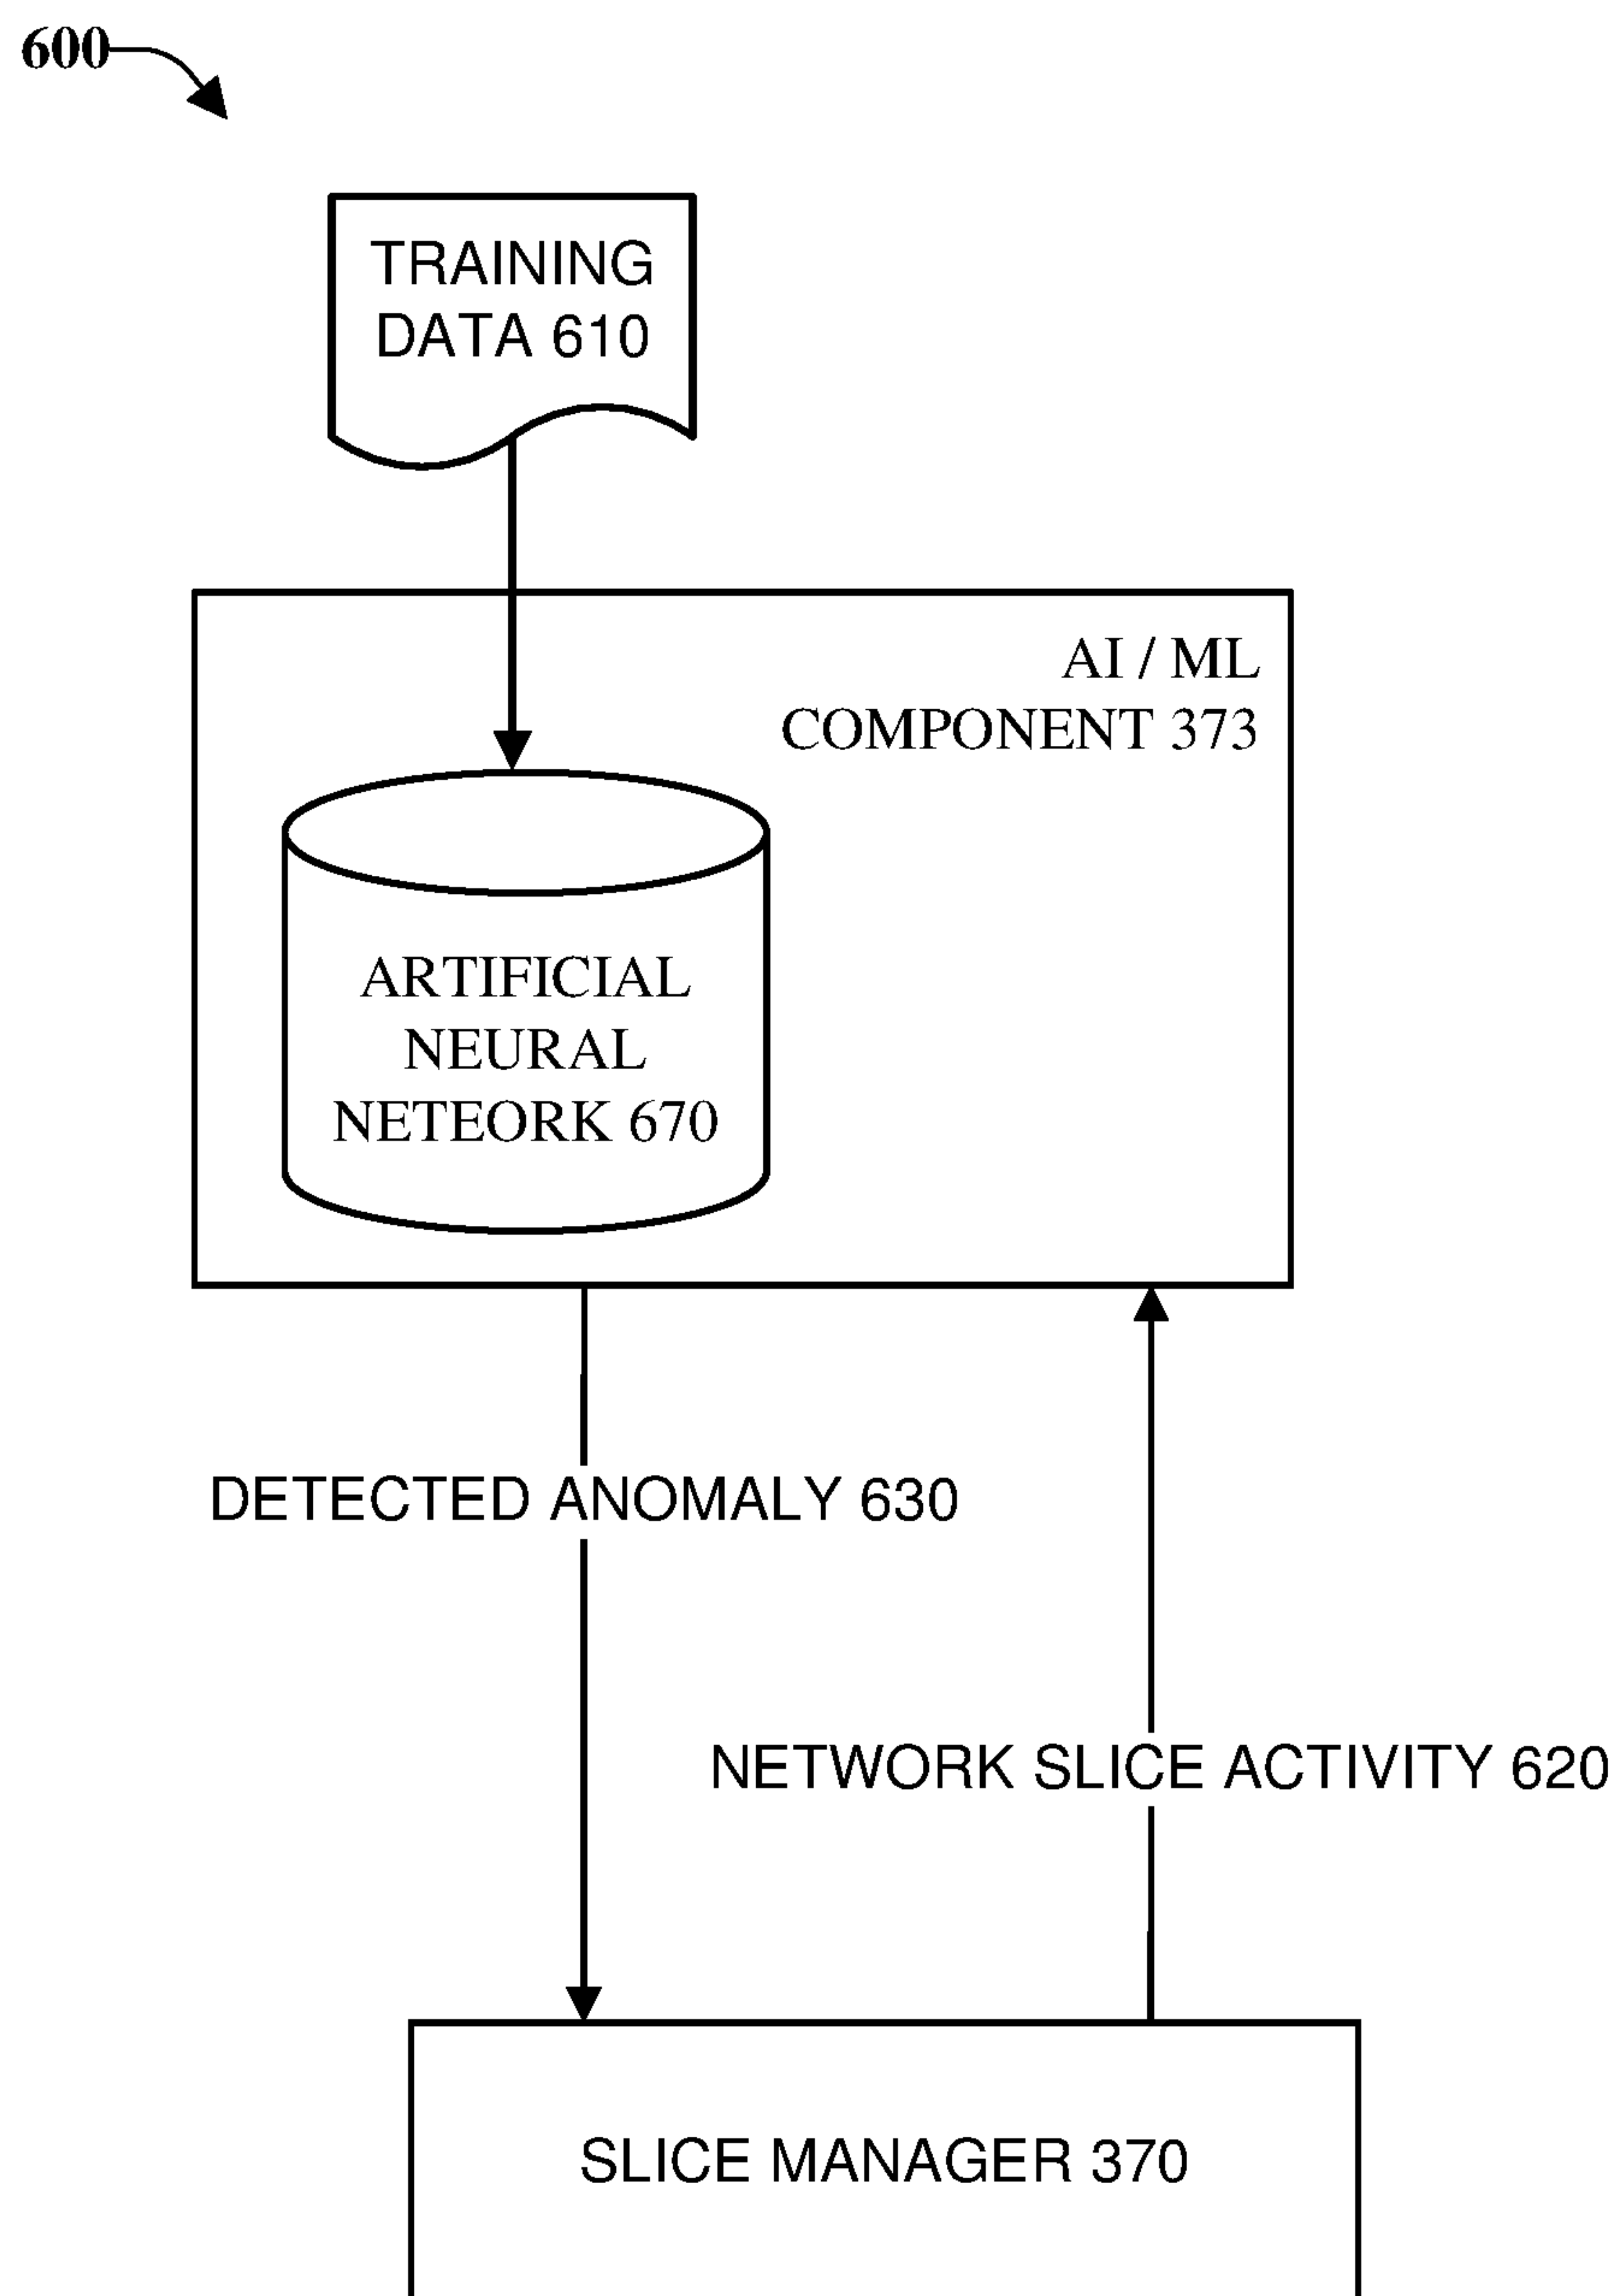 600
TRAINING
DATA 610
AI / ML
COMPONENT 373
ARTIFICIAL
NEURAL
NETEORK 670
DETECTED ANOMALY 630
NETWORK SLICE ACTIVITY 620
SLICE MANAGER 370